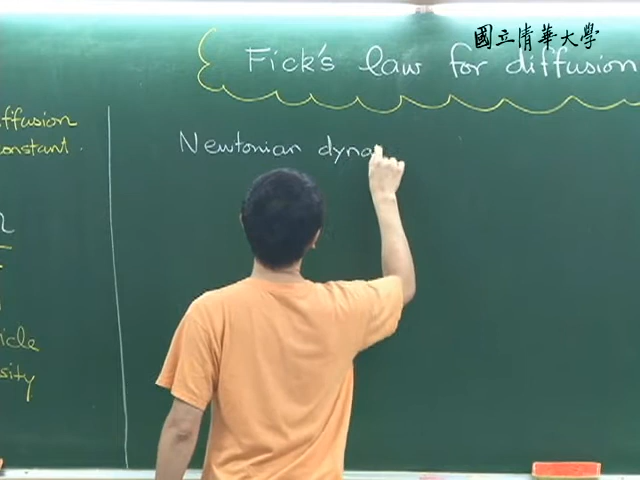 國立清華大學
Fick's law for diffusion
Newtonian dyna
ffusion
onstant.
icle
sity